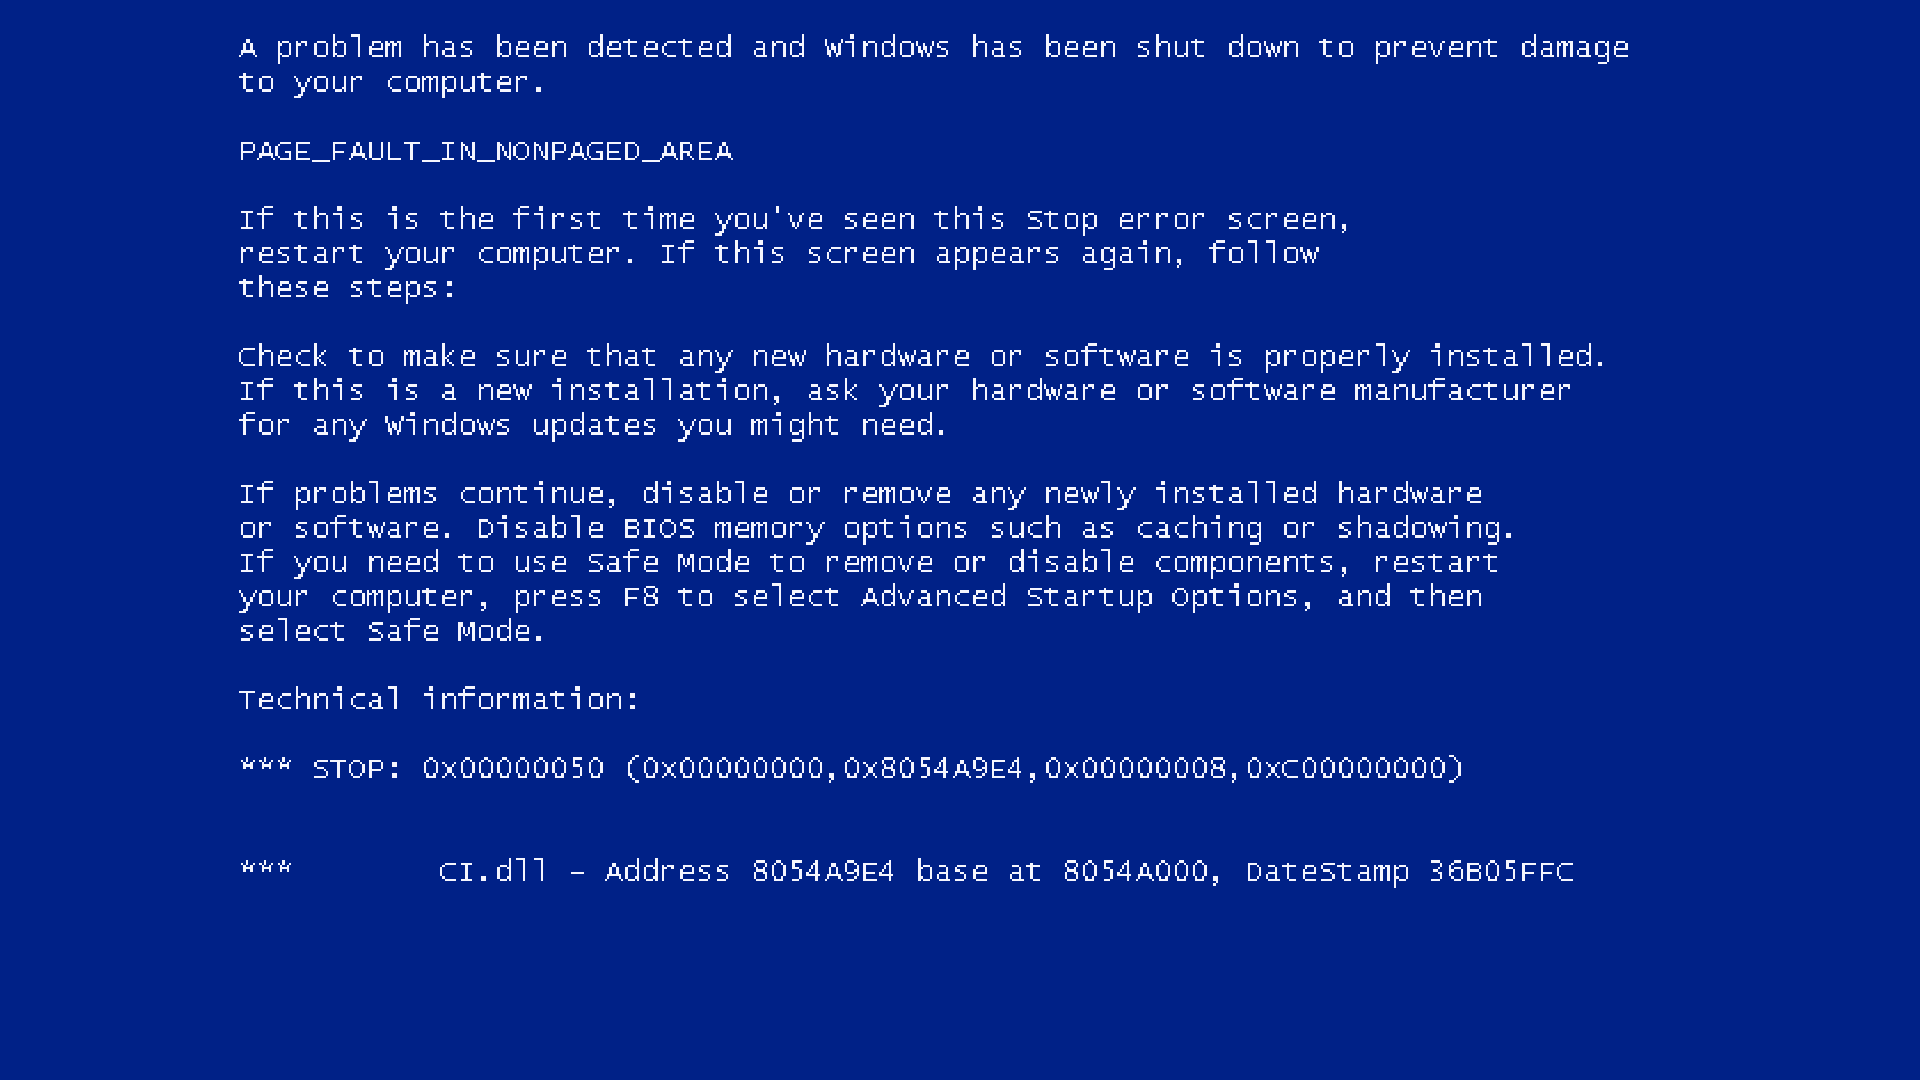 A problem has been detected and Windows has been shut down to prevent damage
to your computer.
PAGE_FAULT_IN_NONPAGED_AREA
If this is the first time you've seen this Stop error screen,
restart your computer. If this screen appears again, follow
these steps:
Check to make sure that any new hardware or software is properly installed.
If this is a new installation, ask your hardware or software manufacturer
for any Windows updates you might need.
If problems continue, disable or remove any newly installed hardware
or software. Disable BIOS memory options such as caching or shadowing.
If you need to use Safe Mode to remove or disable components, restart
your computer, press F8 to select Advanced Startup Options, and then
select Safe Mode.
Technical information:
*** STOP: 0x00000050 (0x00000000,0x8054A9E4,0x00000008,0xC00000000)
*** CI.dll - Address 8054A9E4 base at 8054A000, DateStamp 36B05FFC